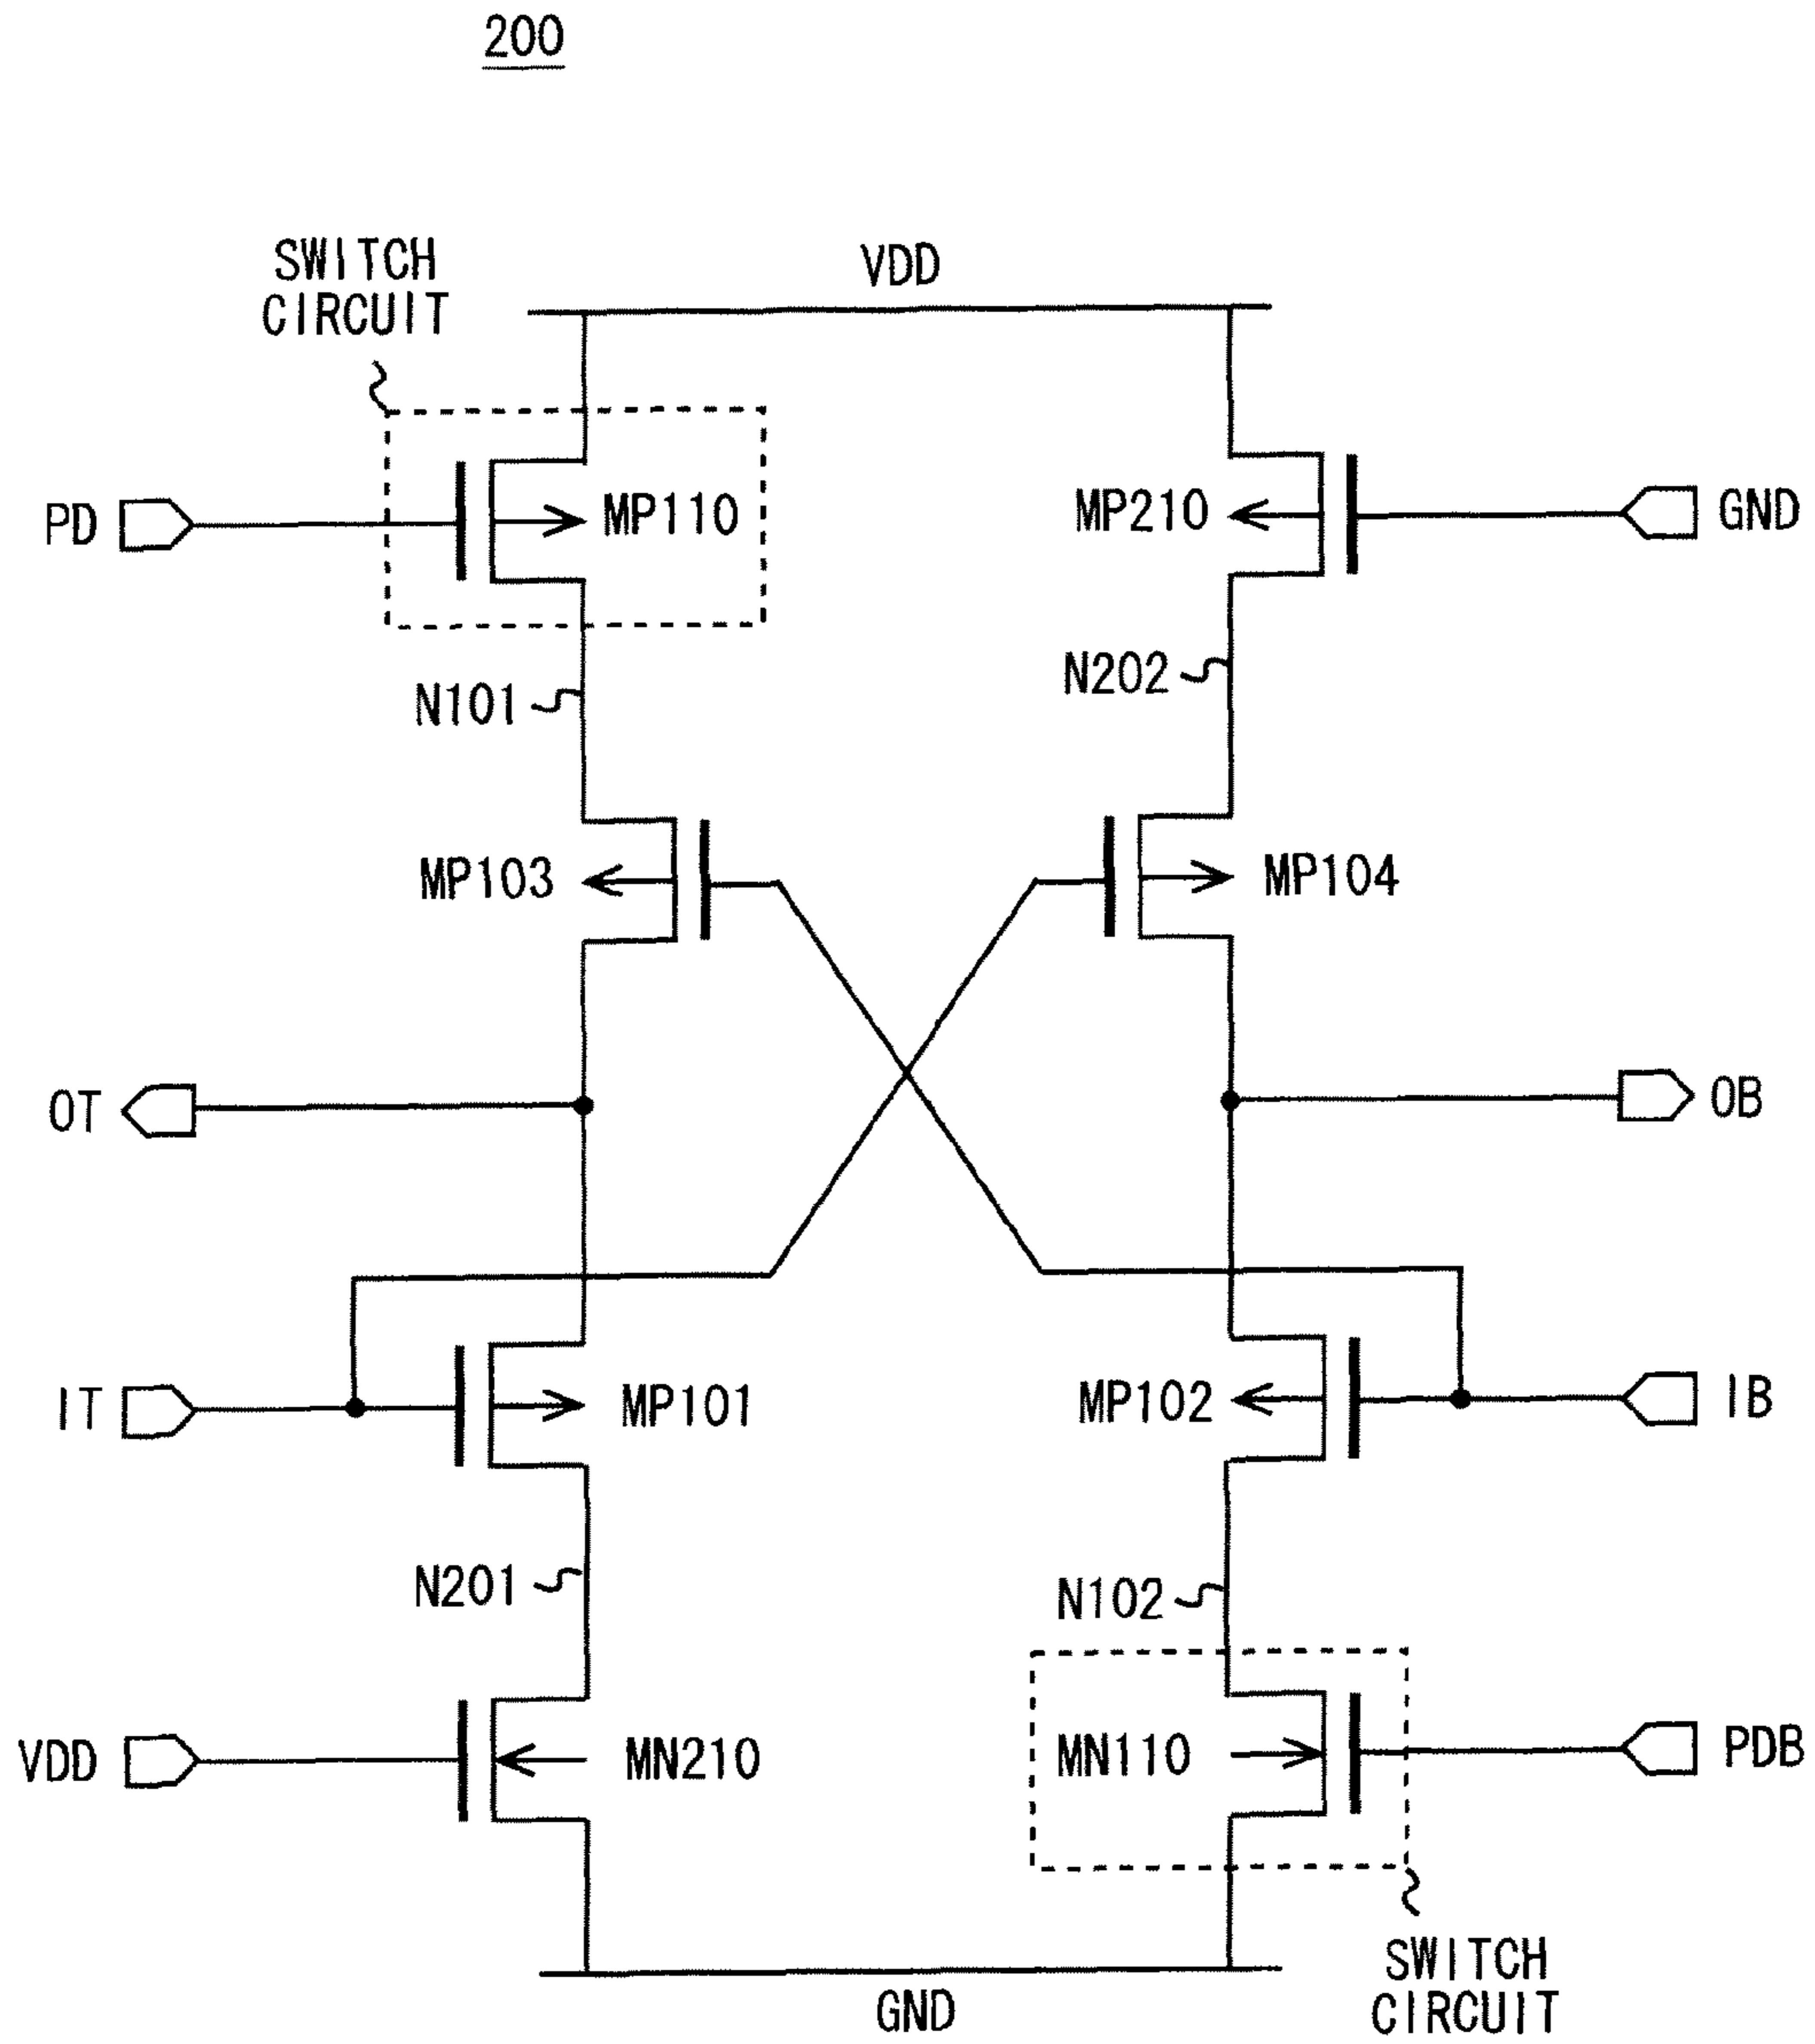 200
SWITCH
CIRCUIT
VDD
PD
MP110
MP210
GND
N101
N202
MP103
MP104
OT
OB
IT
MP101
MP102
IB
N201
N102
VDD
MN210
MN110
PDB
GND
SWITCH
CIRCUIT